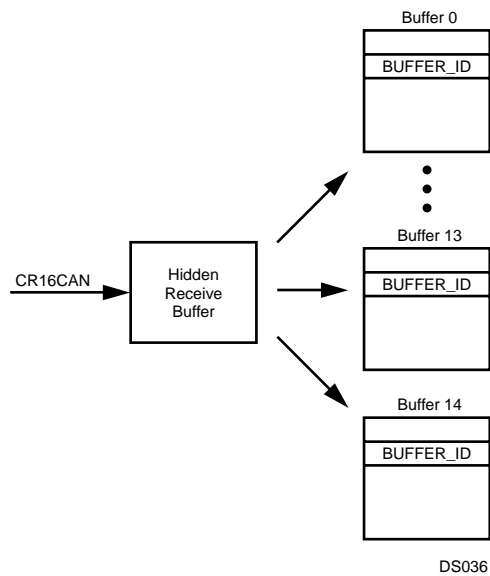 Buffer 0
BUFFER_ID
Buffer 13
CR16CAN
Hidden
Receive
Buffer
BUFFER_ID
Buffer 14
BUFFER_ID
DS036